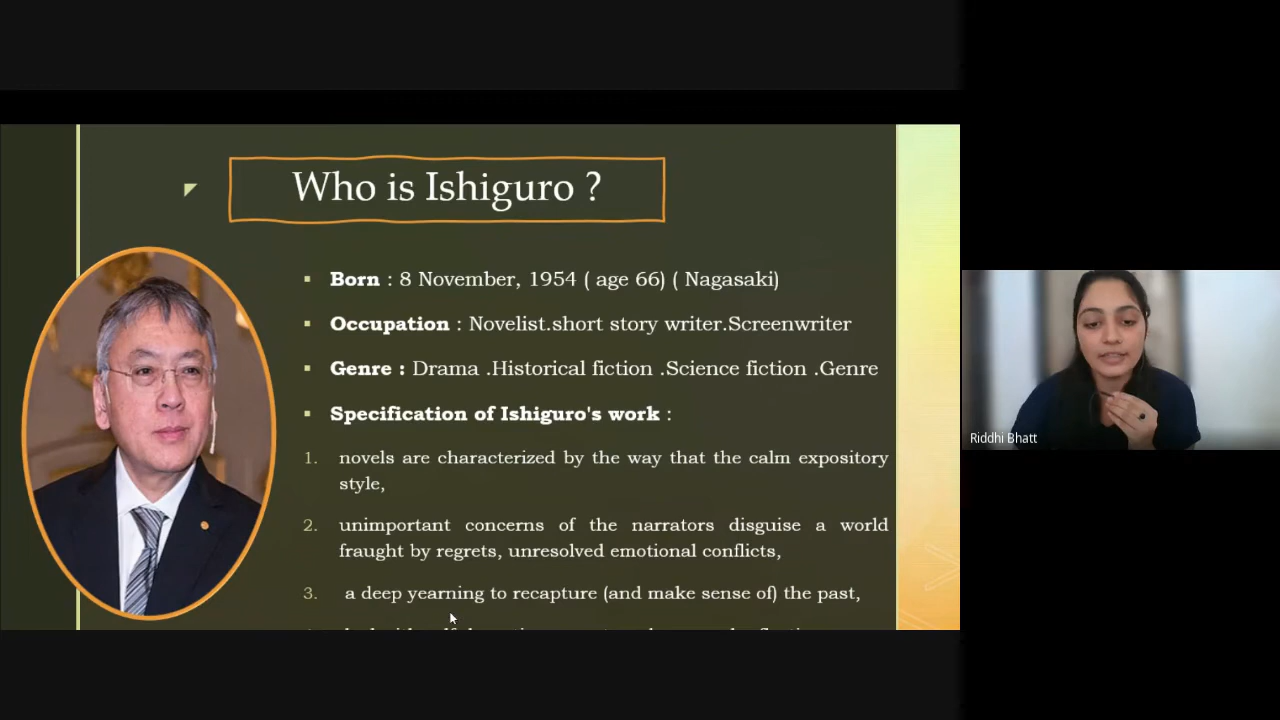 Who is Ishiguro ?
Born : 8 November, 1954 ( age 66) ( Nagasaki)
Occupation : Novelist.short story writer.Screenwriter
Genre : Drama .Historical fiction .Science fiction .Genre
Specification of Ishiguro's work :
1. novels are characterized by the way that the calm expository
style,
2. unimportant concerns of the narrators disguise a world
fraught by regrets, unresolved emotional conflicts,
3. a deep yearning to recapture (and make sense of) the past,
Riddhi Bhatt